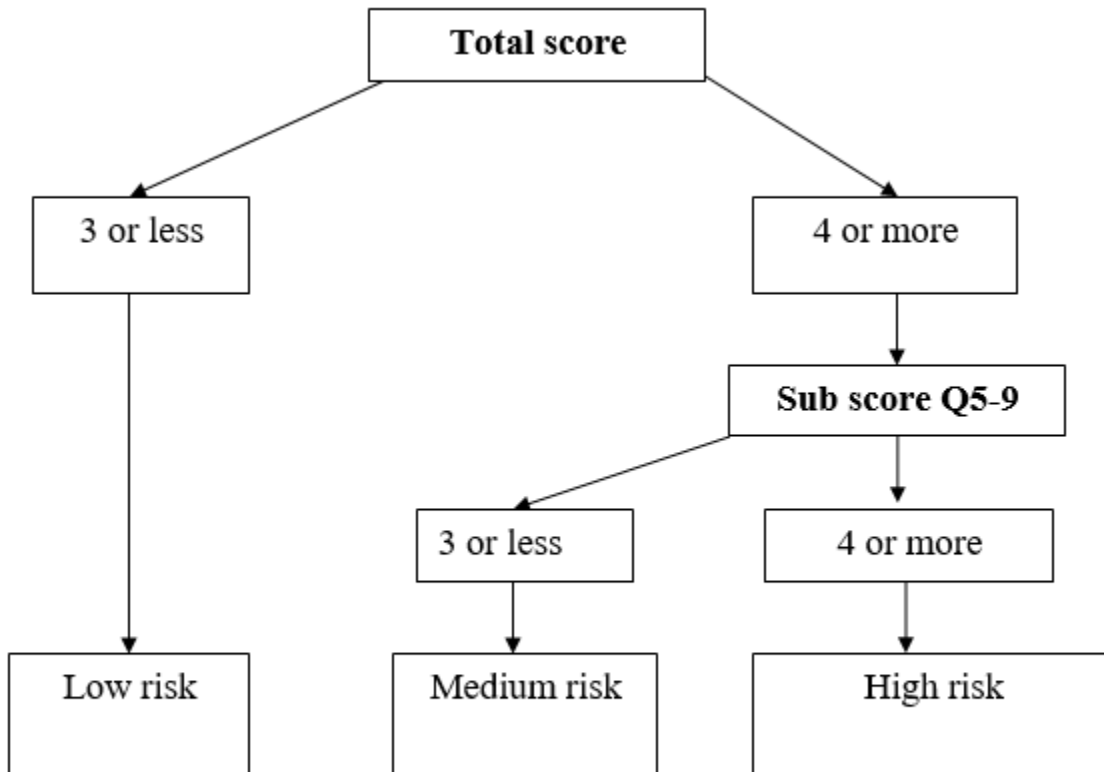 Total score
3 or less
4 or more
Sub score Q5-9
3 or less
4 or more
Low risk
Medium risk
High risk